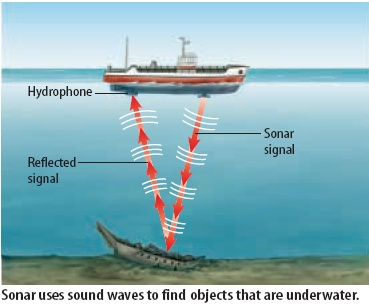 Hydrophone
Sonar
signal
Reflected
signal
Sonar uses sound waves to find objects that are underwater.